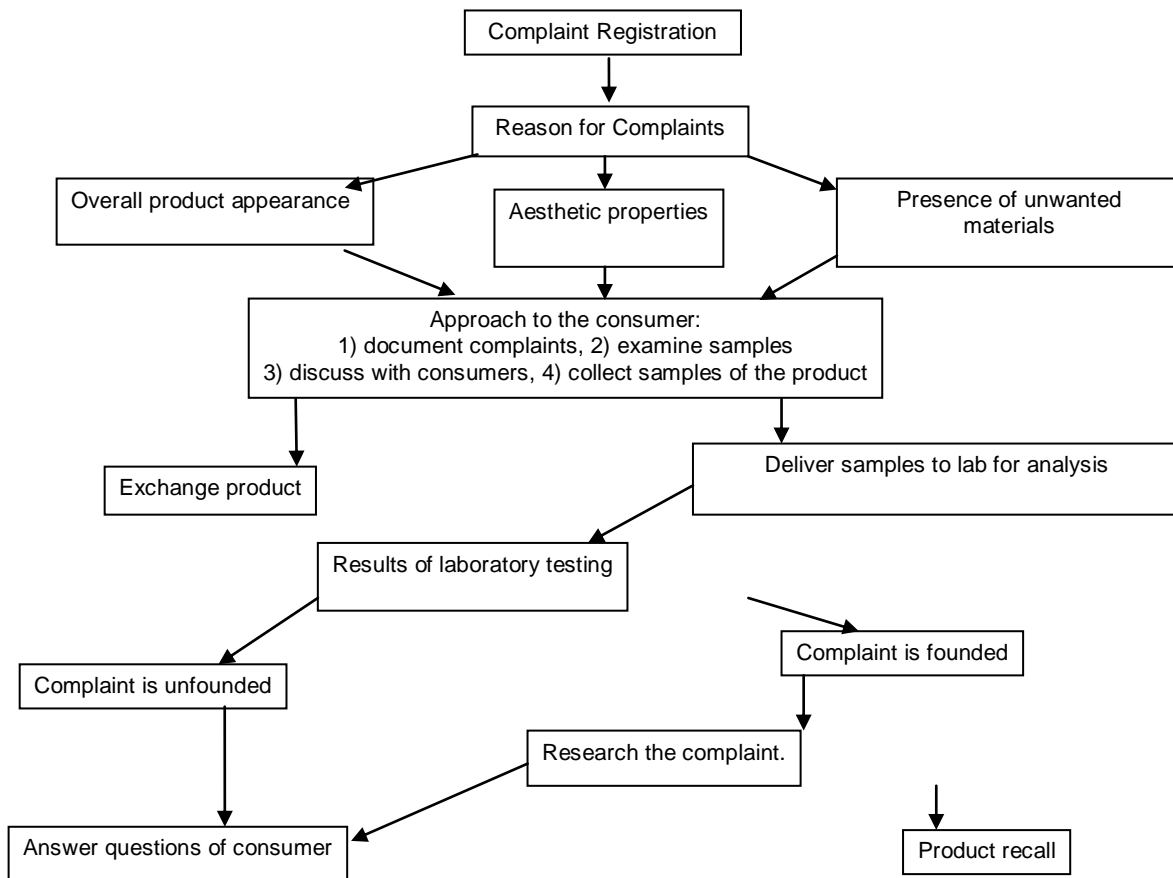 Complaint Registration
Reason for Complaints
Overall product appearance
Aesthetic properties
Presence of unwanted
materials
Approach to the consumer:
1) document complaints, 2) examine samples
3) discuss with consumers, 4) collect samples of the product
Exchange product
Deliver samples to lab for analysis
Results of laboratory testing
Complaint is founded
Complaint is unfounded
Research the complaint.
Answer questions of consumer
Product recall